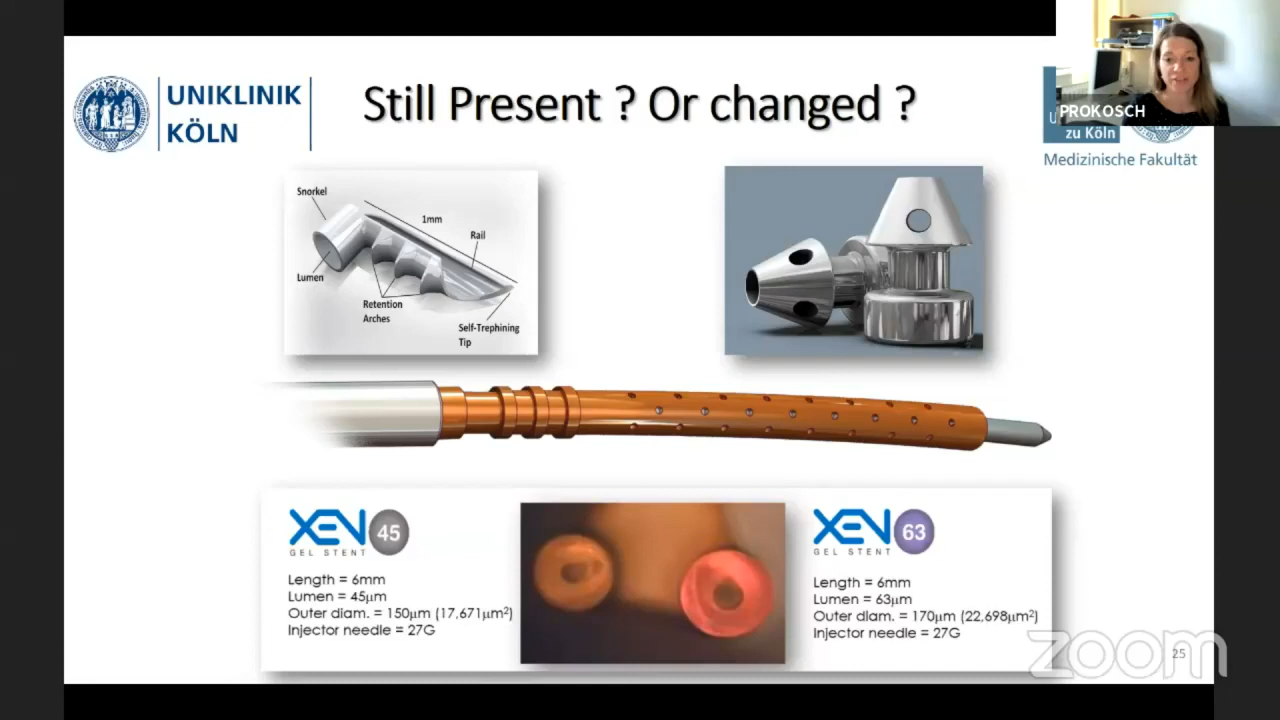 UNIKLINIK
KÖLN
Still Present ? Or changed ?
PROKOSCH
zu Köln
Medizinische Fakultät
Snorkel
1mm
Rail
Lumen
Retention
Arches
Self-Trephining
Tip
XEN 45
GEL STENT
Length = 6mm
Lumen = 45µm
Outer diam. = 150µm (17,671µm²)
Injector needle = 27G
XEN 63
GEL STENT
Length = 6mm
Lumen = 63µm
Outer diam. = 170µm (22,698µm²)
Injector needle = 27G
25
zoom